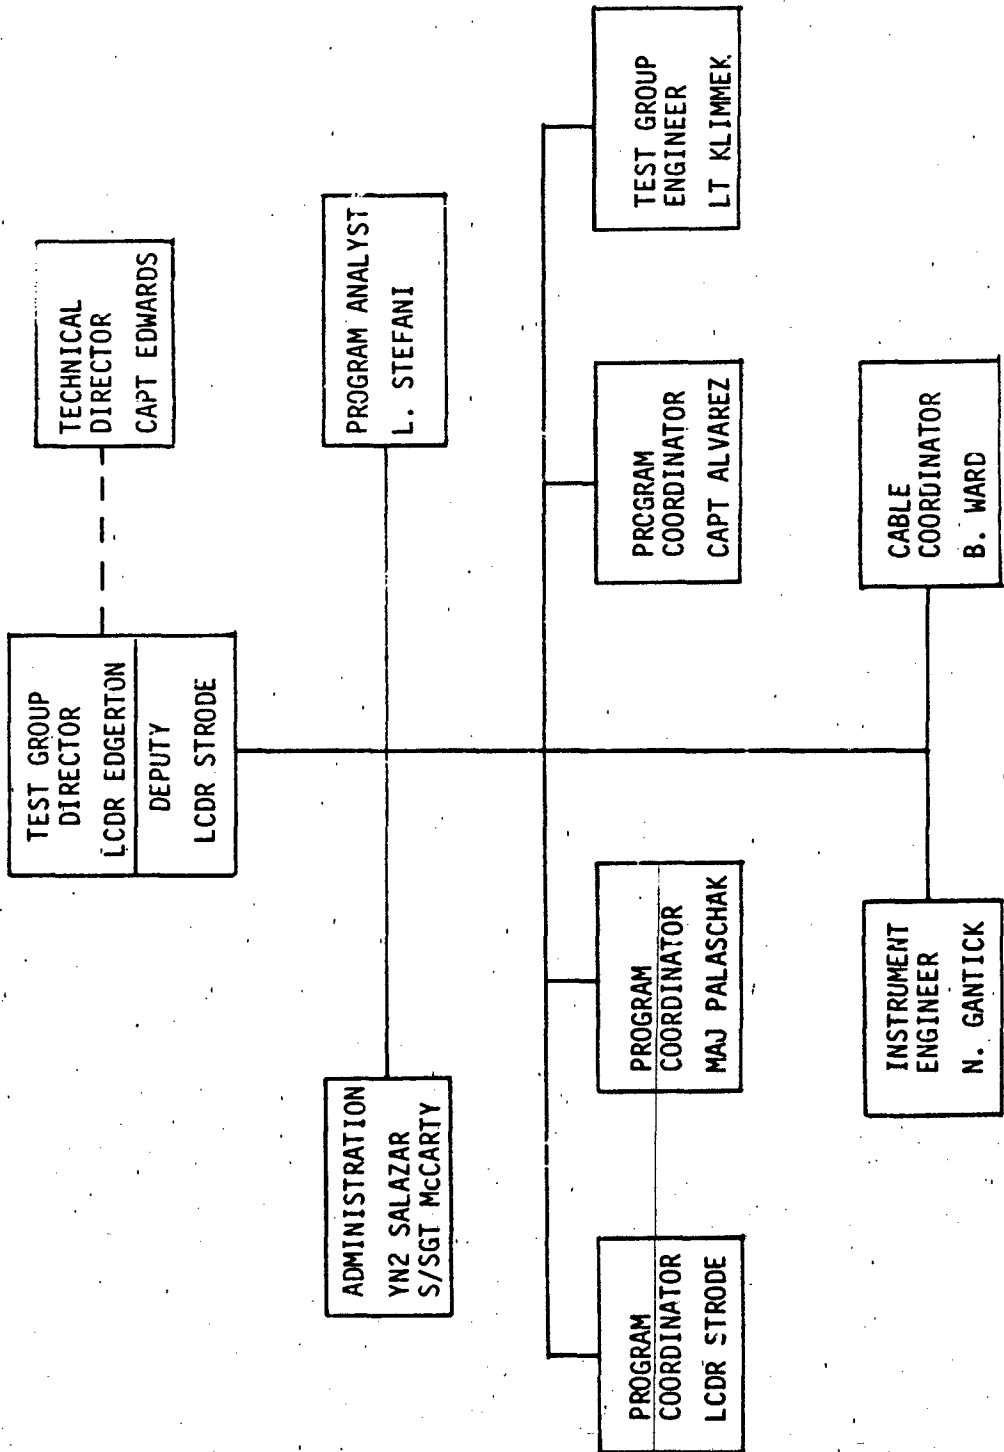 TEST GROUP
DIRECTOR
LCDR EDGERTON
DEPUTY
LCDR STRODE
TECHNICAL
DIRECTOR
CAPT EDWARDS
ADMINISTRATION
YN2 SALAZAR
S/SGT McCARTY
PROGRAM ANALYST
L. STEFANI
PROGRAM
COORDINATOR
LCDR STRODE
PROGRAM
COORDINATOR
MAJ PALASCHAK
PROGRAM
COORDINATOR
CAPT ALVAREZ
TEST GROUP
ENGINEER
LT KLIMMEK
INSTRUMENT
ENGINEER
N. GANTICK
CABLE
COORDINATOR
B. WARD